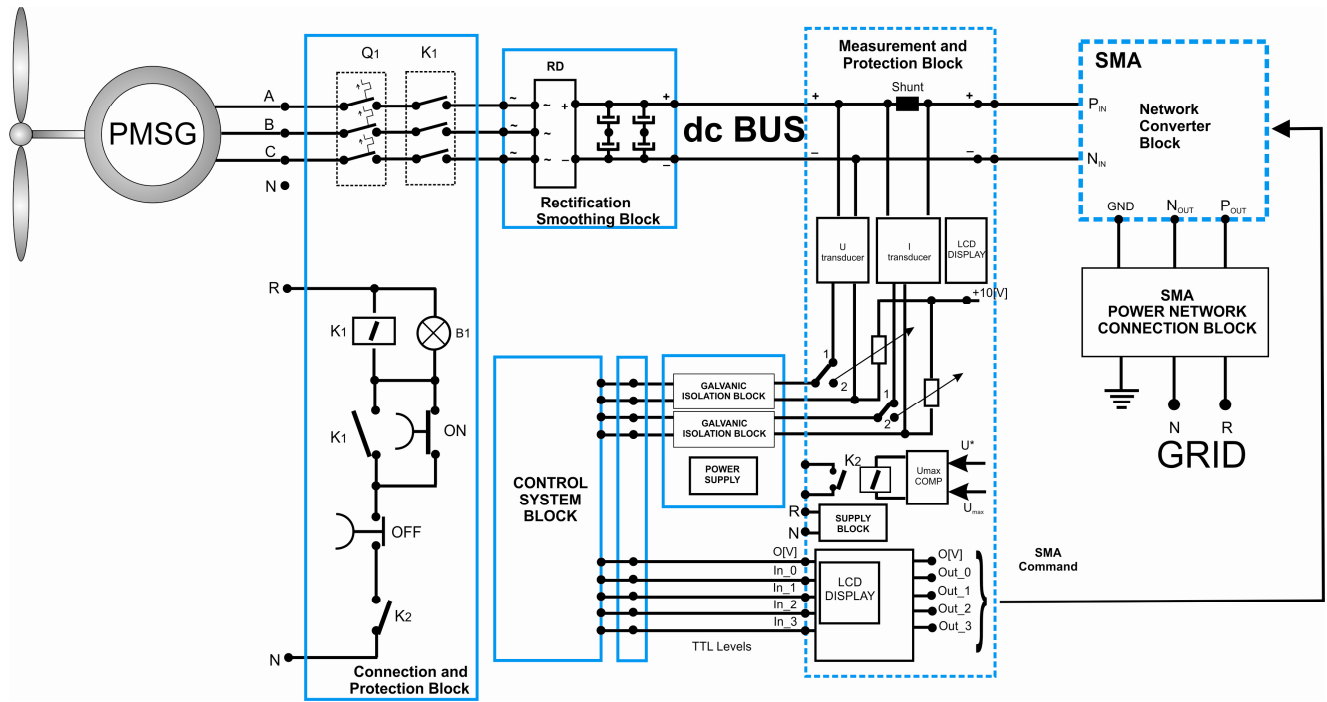 PMSG
A
B
C
N
Q1
K1
R
K1
B1
K1
ON
OFF
K2
N
Connection and
Protection Block
RD
~
~
~
~ +
~
~ –
+
–
Rectification
Smoothing Block
dc BUS
Measurement and
Protection Block
Shunt
+
–
+
–
U
transducer
I
transducer
LCD
DISPLAY
+10[V]
1
2
1
2
GALVANIC
ISOLATION BLOCK
GALVANIC
ISOLATION BLOCK
POWER
SUPPLY
CONTROL
SYSTEM
BLOCK
K2
Umax
COMP
U*
Umax
R
N
SUPPLY
BLOCK
O[V]
In_0
In_1
In_2
In_3
TTL Levels
LCD
DISPLAY
O[V]
Out_0
Out_1
Out_2
Out_3
SMA
Command
SMA
Network
Converter
Block
PIN
NIN
GND
NOUT
POUT
SMA
POWER NETWORK
CONNECTION BLOCK
N
R
GRID